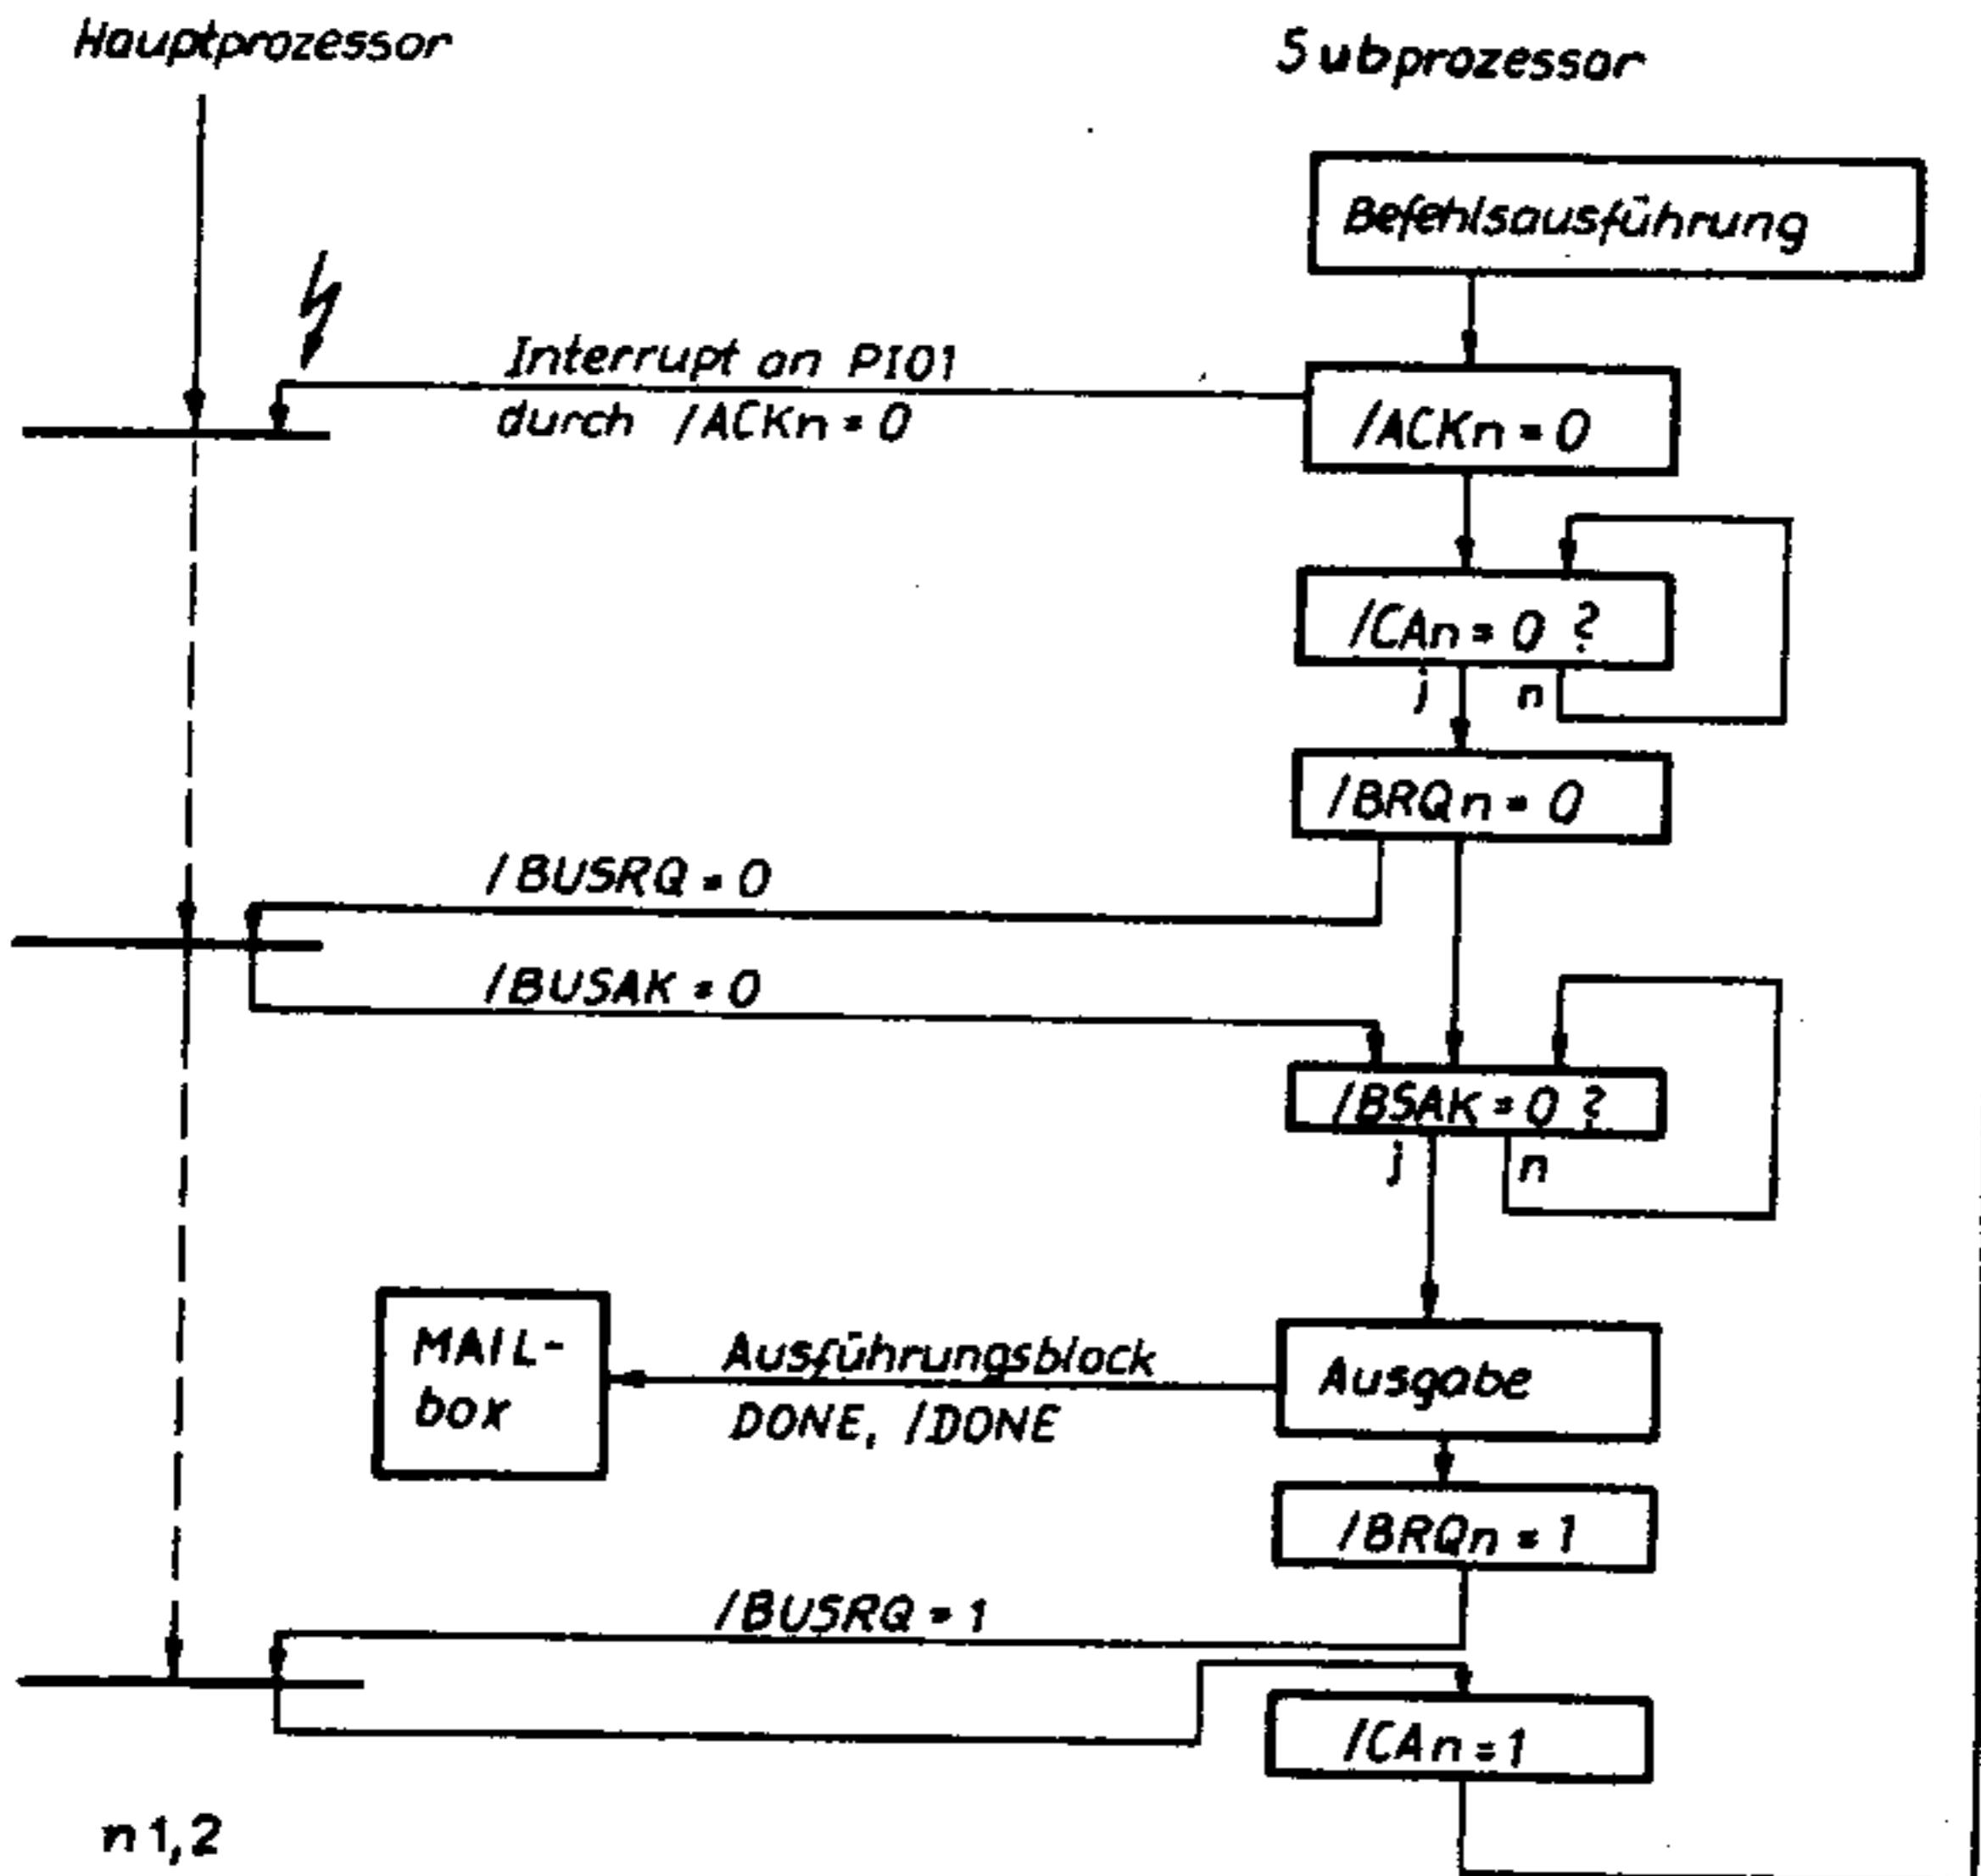 Hauptprozessor
Subprozessor
Befehlsausführung
Interrupt an PIO1
durch /ACKn = 0
/ACKn = 0
/CAn = 0 ?
j n
/BRQn = 0
/BUSRQ = 0
/BUSAK = 0
/BSAK = 0 ?
j n
MAIL-
box
Ausführungsblock
DONE, /DONE
Ausgabe
/BRQn = 1
/BUSRQ = 1
/CAn = 1
n 1,2